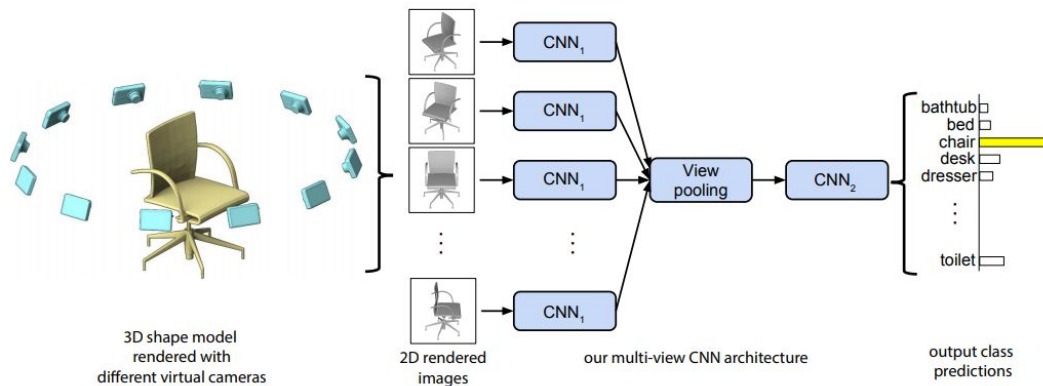 CNN₁
CNN₁
CNN₁
CNN₁
View
pooling
CNN₂
bathtub
bed
chair
desk
dresser
toilet
3D shape model
rendered with
different virtual cameras
2D rendered
images
our multi-view CNN architecture
output class
predictions